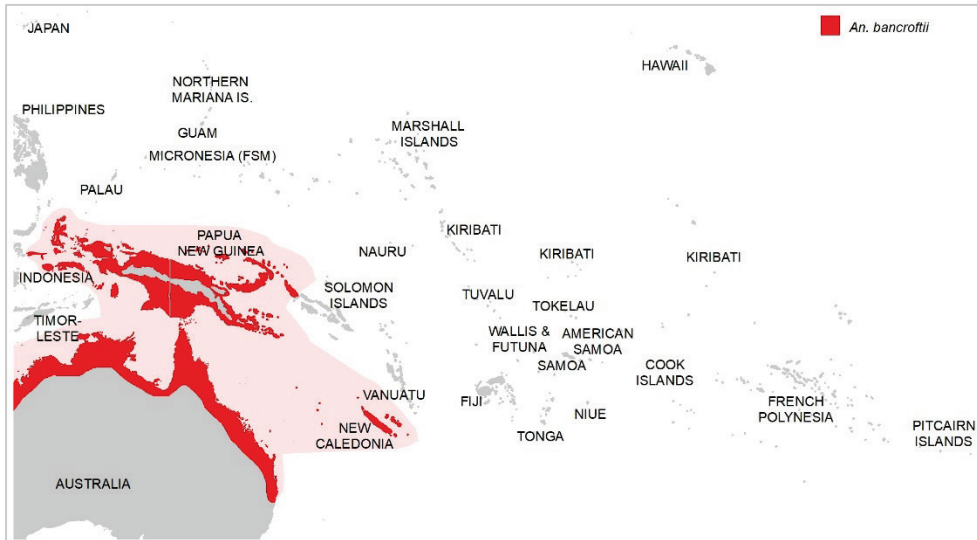 JAPAN
An. bancroftii
HAWAII
NORTHERN
MARIANA IS.
PHILIPPINES
GUAM
MARSHALL
ISLANDS
MICRONESIA (FSM)
PALAU
KIRIBATI
PAPUA
NEW GUINEA
NAURU
KIRIBATI
KIRIBATI
INDONESIA
SOLOMON
ISLANDS
TUVALU
TOKELAU
TIMOR-
LESTE
WALLIS &
FUTUNA
AMERICAN
SAMOA
SAMOA
COOK
ISLANDS
VANUATU
FIJI
NIUE
FRENCH
POLYNESIA
NEW
CALEDONIA
TONGA
PITCAIRN
ISLANDS
AUSTRALIA